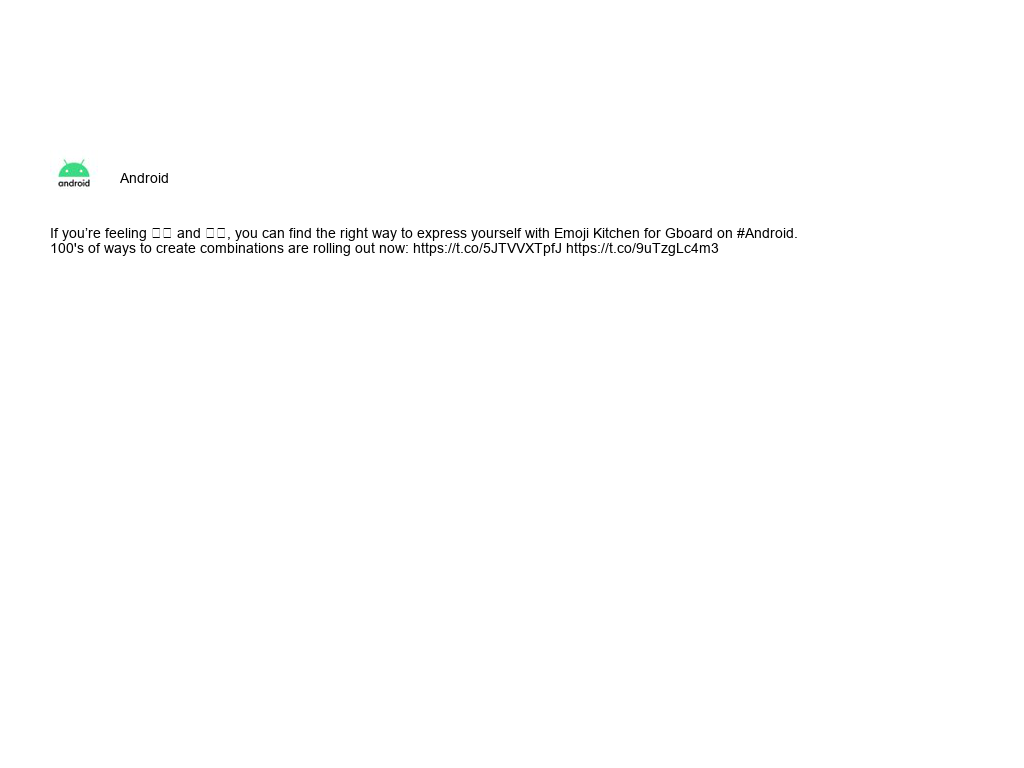 android
Android
If you’re feeling □□ and □□, you can find the right way to express yourself with Emoji Kitchen for Gboard on #Android.
100's of ways to create combinations are rolling out now: https://t.co/5JTVVXTpfJ https://t.co/9uTzgLc4m3